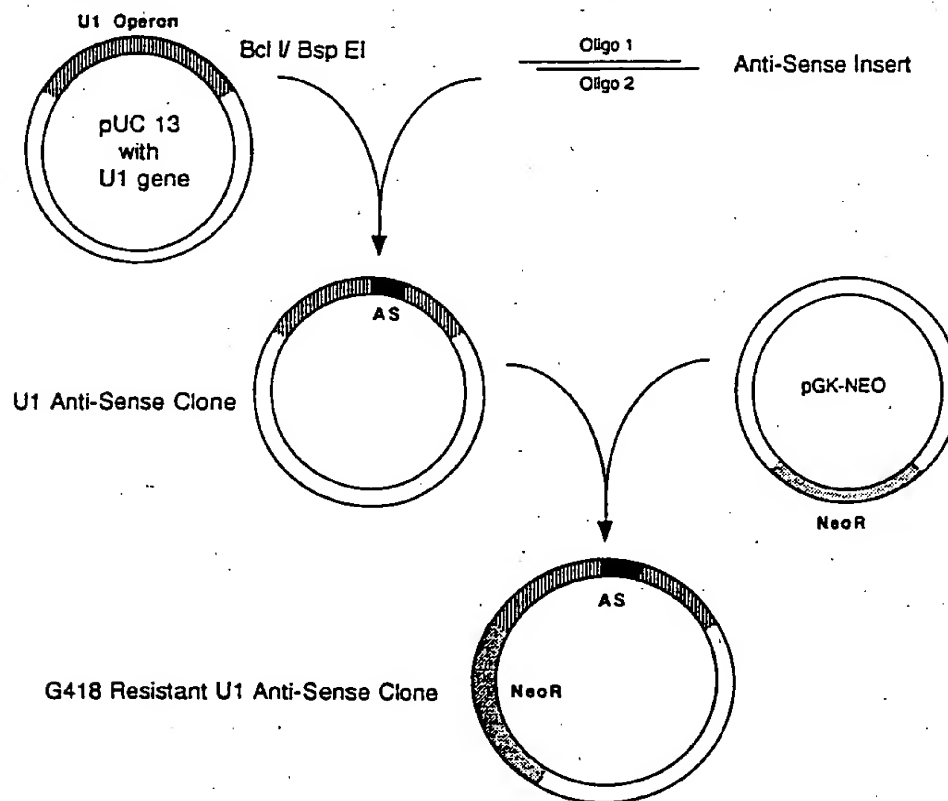 U1 Operon
Bcl I/ Bsp EI
Oligo 1
Oligo 2
Anti-Sense Insert
pUC 13
with
U1 gene
AS
U1 Anti-Sense Clone
pGK-NEO
NeoR
AS
G418 Resistant U1 Anti-Sense Clone
NeoR